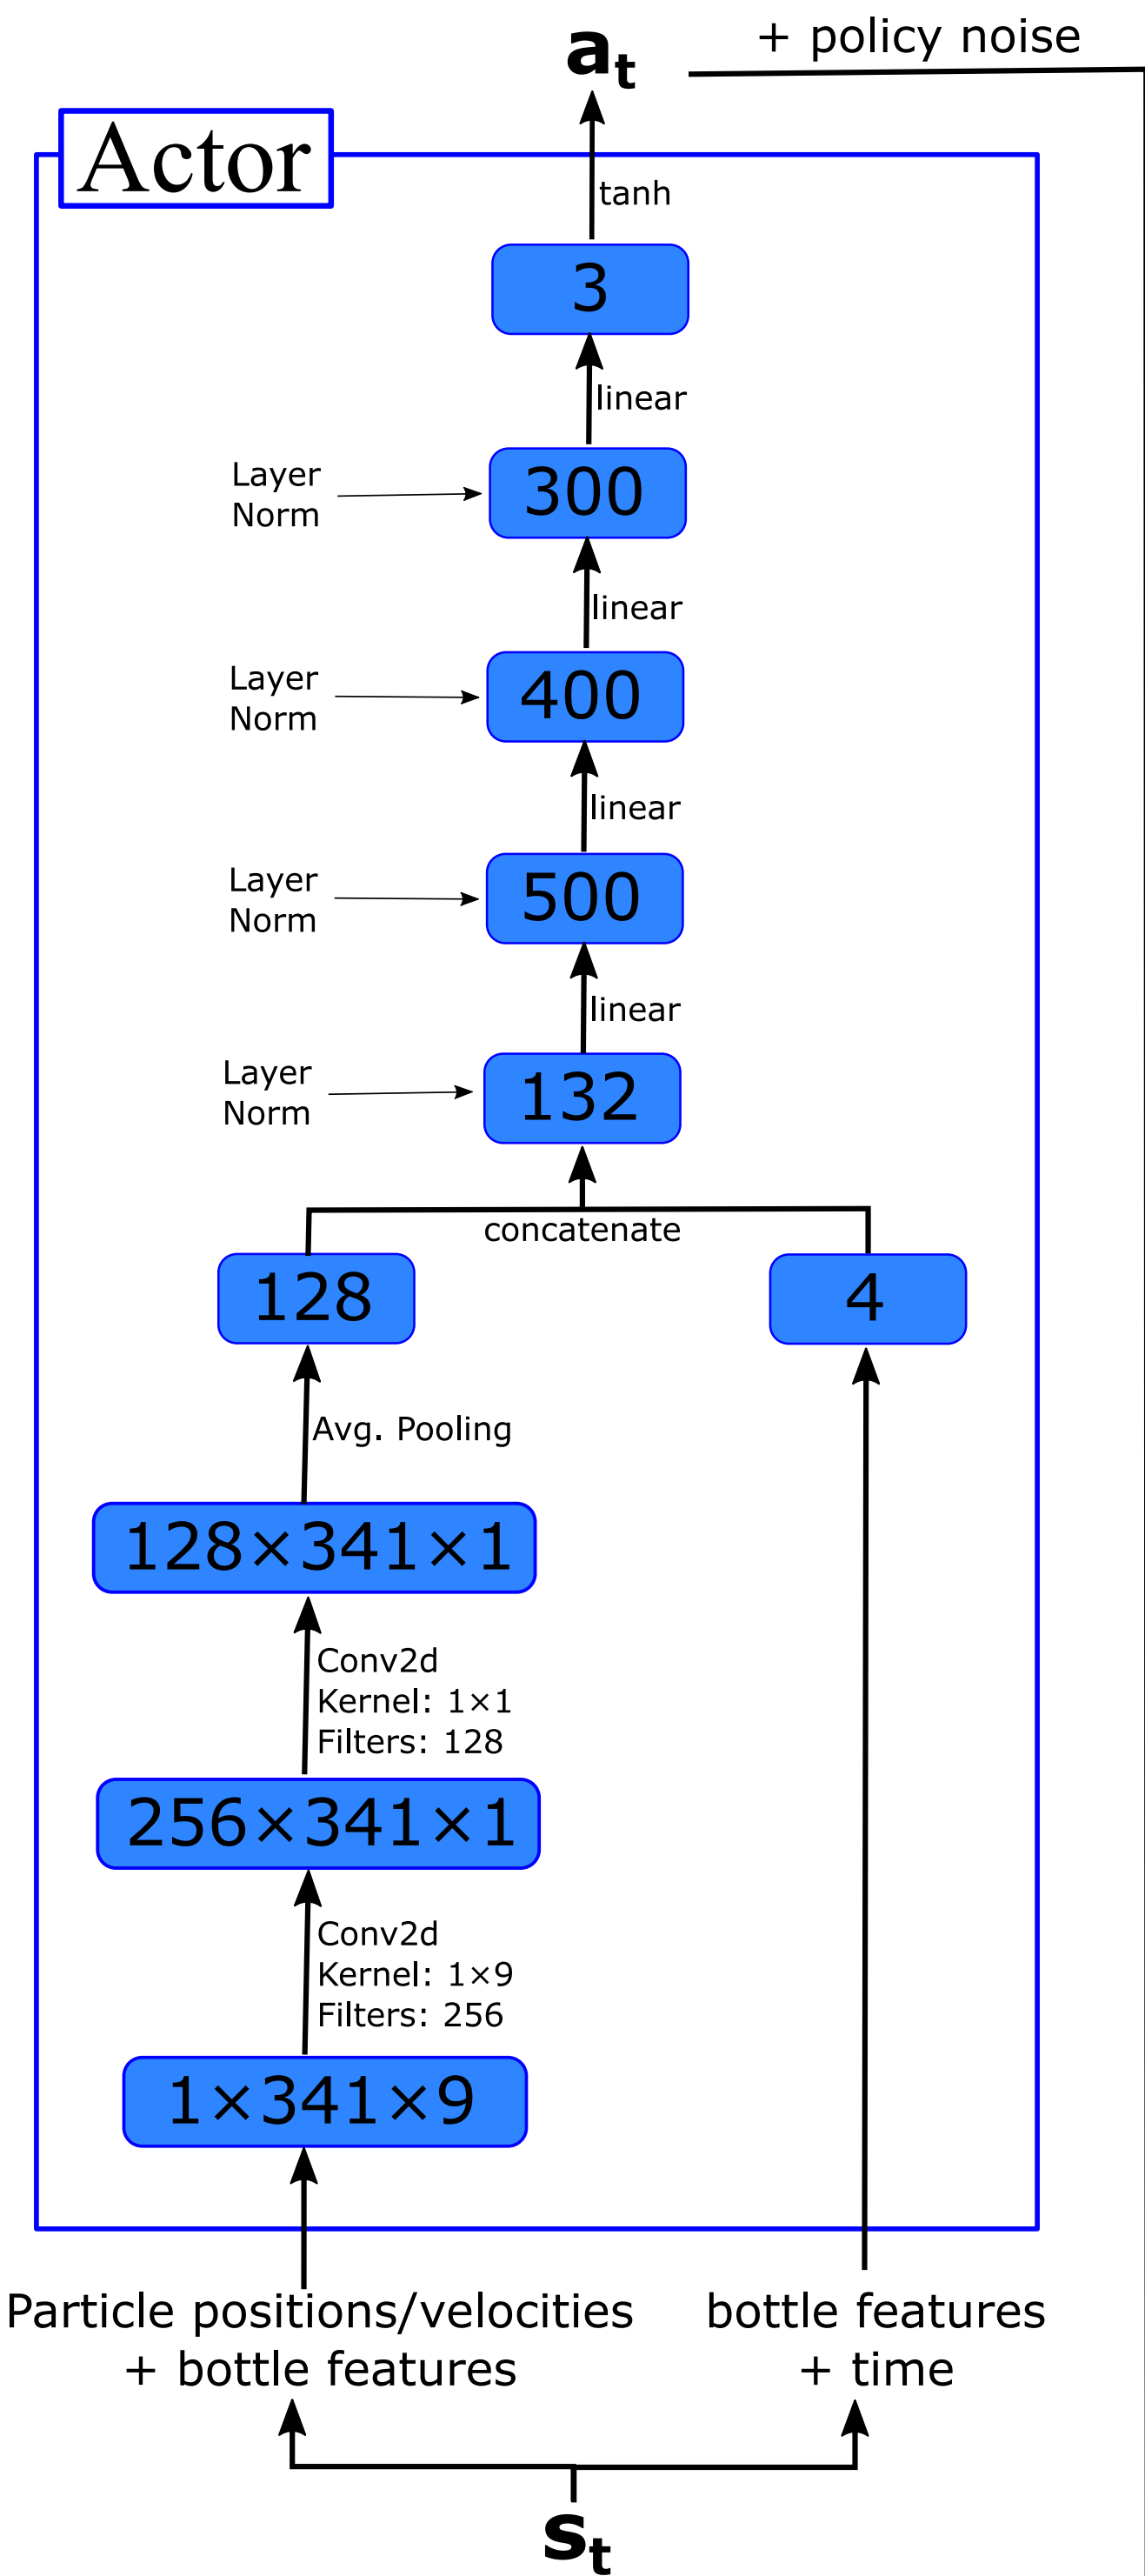 a_t
+ policy noise
Actor
tanh
3
linear
Layer
Norm
300
linear
Layer
Norm
400
linear
Layer
Norm
500
linear
Layer
Norm
132
concatenate
128
4
Avg. Pooling
128×341×1
Conv2d
Kernel: 1×1
Filters: 128
256×341×1
Conv2d
Kernel: 1×9
Filters: 256
1×341×9
Particle positions/velocities
+ bottle features
bottle features
+ time
s_t